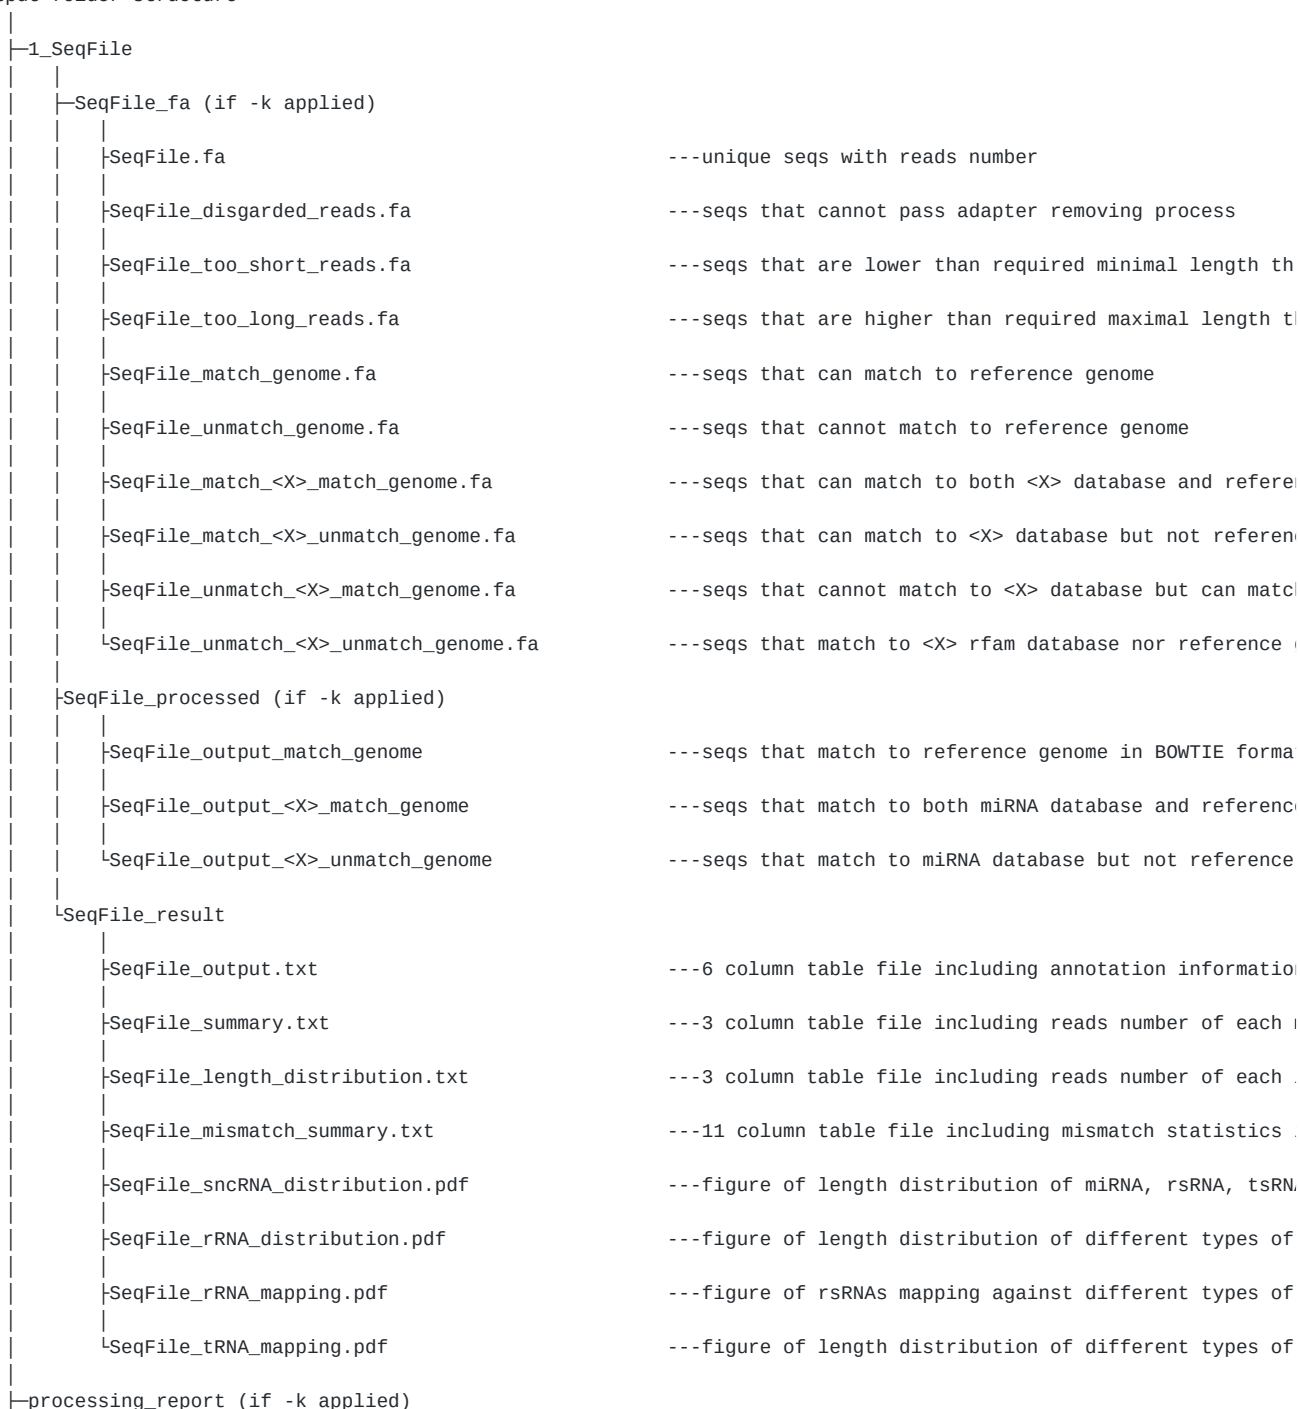 ├─1_SeqFile
├─SeqFile_fa (if -k applied)
├SeqFile.fa ---unique seqs with reads number
├SeqFile_disgarded_reads.fa ---seqs that cannot pass adapter removing process
├SeqFile_too_short_reads.fa ---seqs that are lower than required minimal length th
├SeqFile_too_long_reads.fa ---seqs that are higher than required maximal length
├SeqFile_match_genome.fa ---seqs that can match to reference genome
├SeqFile_unmatch_genome.fa ---seqs that cannot match to reference genome
├SeqFile_match_<X>_match_genome.fa ---seqs that can match to both <X> database and
├SeqFile_match_<X>_unmatch_genome.fa ---seqs that can match to <X> database but not
├SeqFile_unmatch_<X>_match_genome.fa ---seqs that cannot match to <X> database but can
└SeqFile_unmatch_<X>_unmatch_genome.fa ---seqs that match to <X> rfam database nor reference
├SeqFile_processed (if -k applied)
├SeqFile_output_match_genome ---seqs that match to reference genome in BOWTIE
├SeqFile_output_<X>_match_genome ---seqs that match to both miRNA database and
└SeqFile_output_<X>_unmatch_genome ---seqs that match to miRNA database but not reference
└SeqFile_result
├SeqFile_output.txt ---6 column table file including annotation
├SeqFile_summary.txt ---3 column table file including reads number of each
├SeqFile_length_distribution.txt ---3 column table file including reads number of each
├SeqFile_mismatch_summary.txt ---11 column table file including mismatch statistics
├SeqFile_sncRNA_distribution.pdf ---figure of length distribution of miRNA, rsRNA,
├SeqFile_rRNA_distribution.pdf ---figure of length distribution of different types of
├SeqFile_rRNA_mapping.pdf ---figure of rsRNAs mapping against different types of
└SeqFile_tRNA_mapping.pdf ---figure of length distribution of different types of
├─processing_report (if -k applied)